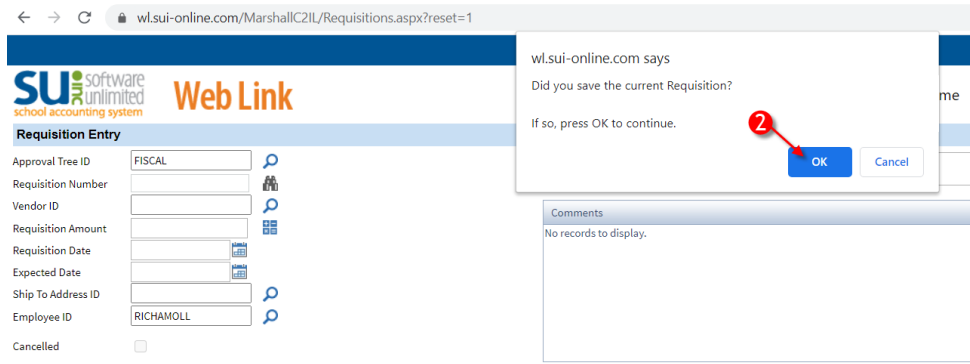 wl.sui-online.com/MarshallC2IL/Requisitions.aspx?reset=1
wl.sui-online.com says
Did you save the current Requisition?
If so, press OK to continue.
2
OK
Cancel
me
SUI software unlimited
school accounting system
Web Link
Requisition Entry
Approval Tree ID FISCAL
Requisition Number
Vendor ID
Requisition Amount
Requisition Date
Expected Date
Ship To Address ID
Employee ID RICHAMOLL
Cancelled
Comments
No records to display.